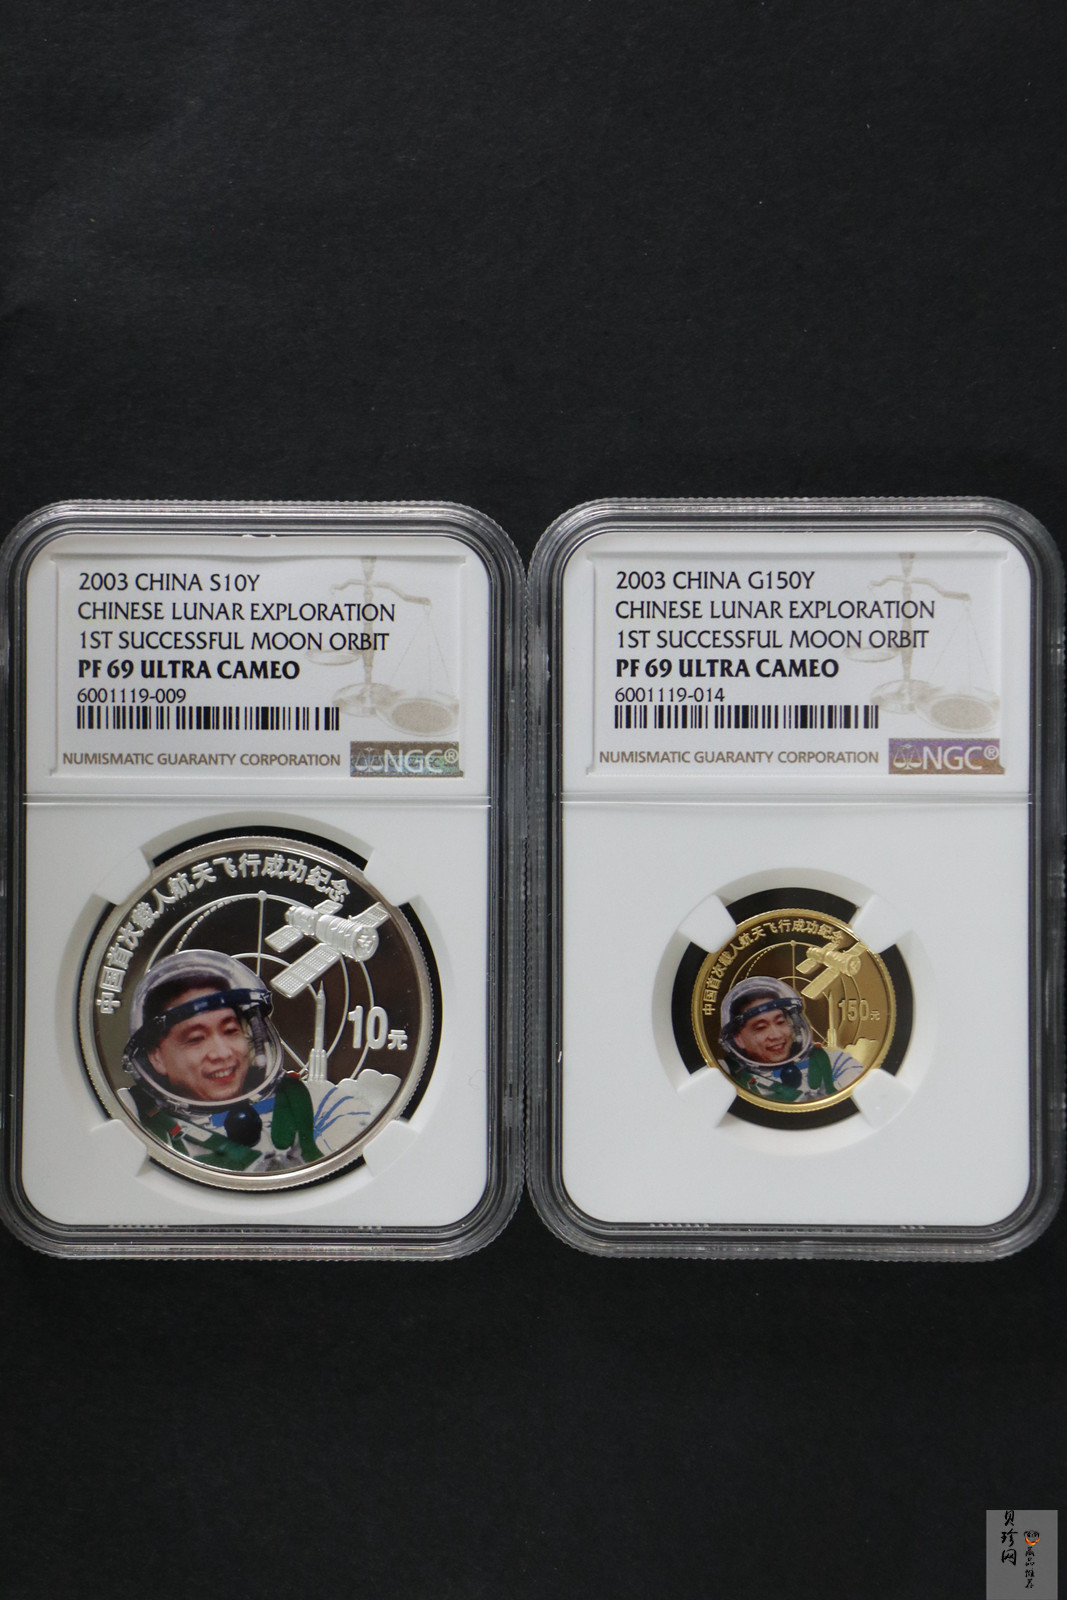 2003 CHINA S10Y
CHINESE LUNAR EXPLORATION
1ST SUCCESSFUL MOON ORBIT
PF 69 ULTRA CAMEO
6001119-009
NUMISMATIC GUARANTY CORPORATION
NGC®
中国首次载人航天飞行成功纪念
10元
2003 CHINA G150Y
CHINESE LUNAR EXPLORATION
1ST SUCCESSFUL MOON ORBIT
PF 69 ULTRA CAMEO
6001119-014
NUMISMATIC GUARANTY CORPORATION
NGC®
中国首次载人航天飞行成功纪念
150元
贝珍网
藏品推荐